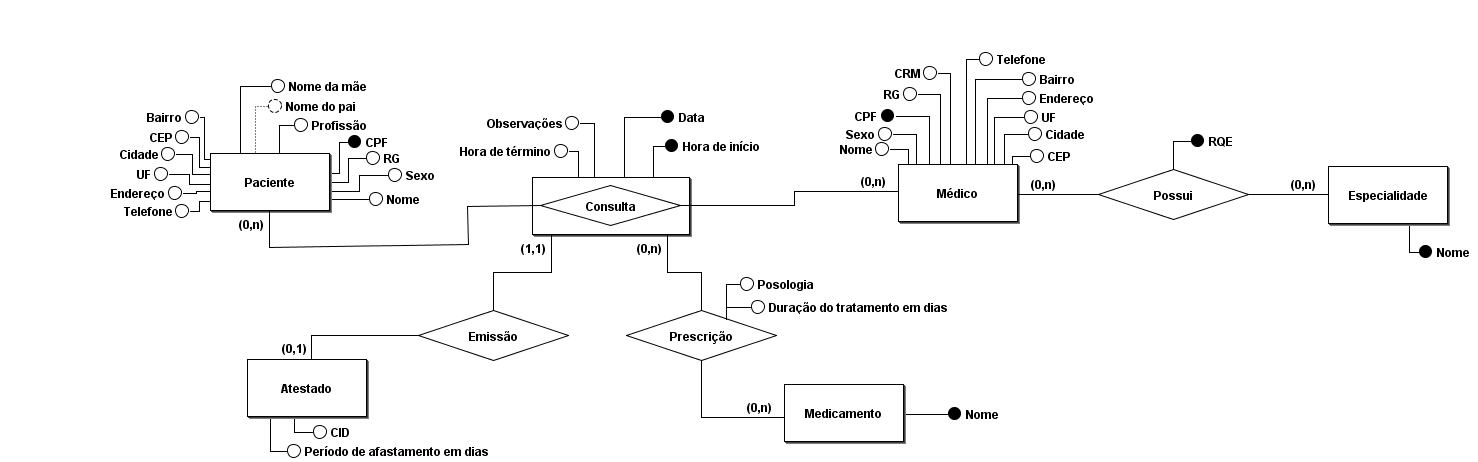 Nome da mãe
Nome do pai
Profissão
Bairro
CEP
Cidade
UF
Endereço
Telefone
Paciente
CPF
RG
Sexo
Nome
(0,n)
Observações
Hora de término
Data
Hora de início
Consulta
(1,1)
(0,n)
(0,n)
Telefone
CRM
RG
CPF
Sexo
Nome
Bairro
Endereço
UF
Cidade
CEP
Médico
(0,n)
RQE
Possui
(0,n)
Especialidade
Nome
Emissão
(0,1)
Atestado
CID
Período de afastamento em dias
Posologia
Duração do tratamento em dias
Prescrição
(0,n)
Medicamento
Nome